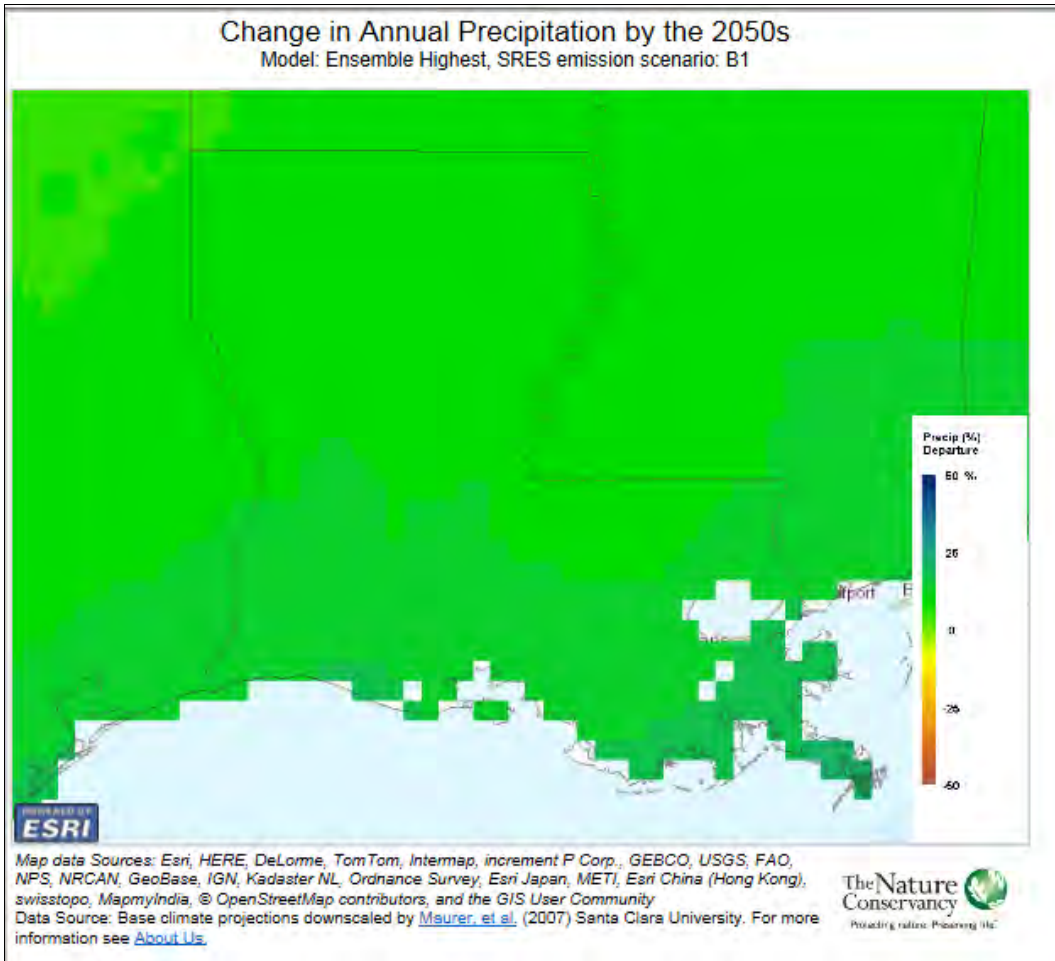 Change in Annual Precipitation by the 2050s
Model: Ensemble Highest, SRES emission scenario: B1
Precip (%)
Departure
50 %
25
0
-25
-50
POWERED BY
ESRI
Map data Sources: Esri, HERE, DeLorme, TomTom, Intermap, increment P Corp., GEBCO, USGS, FAO,
NPS, NRCAN, GeoBase, IGN, Kadaster NL, Ordnance Survey, Esri Japan, METI, Esri China (Hong Kong),
swisstopo, MapmyIndia, © OpenStreetMap contributors, and the GIS User Community
Data Source: Base climate projections downscaled by Maurer, et al. (2007) Santa Clara University. For more
information see About Us.
The Nature
Conservancy
Protecting nature. Preserving life.